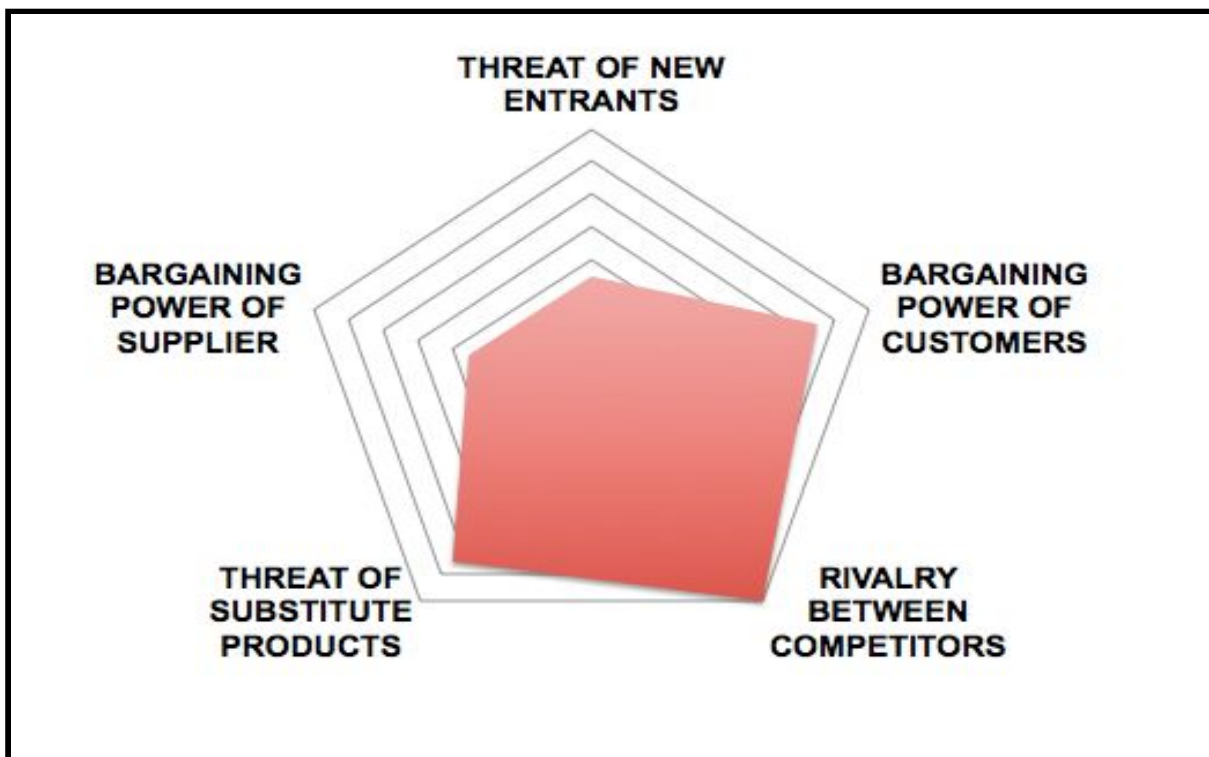 THREAT OF NEW
ENTRANTS
BARGAINING
POWER OF
SUPPLIER
BARGAINING
POWER OF
CUSTOMERS
THREAT OF
SUBSTITUTE
PRODUCTS
RIVALRY
BETWEEN
COMPETITORS